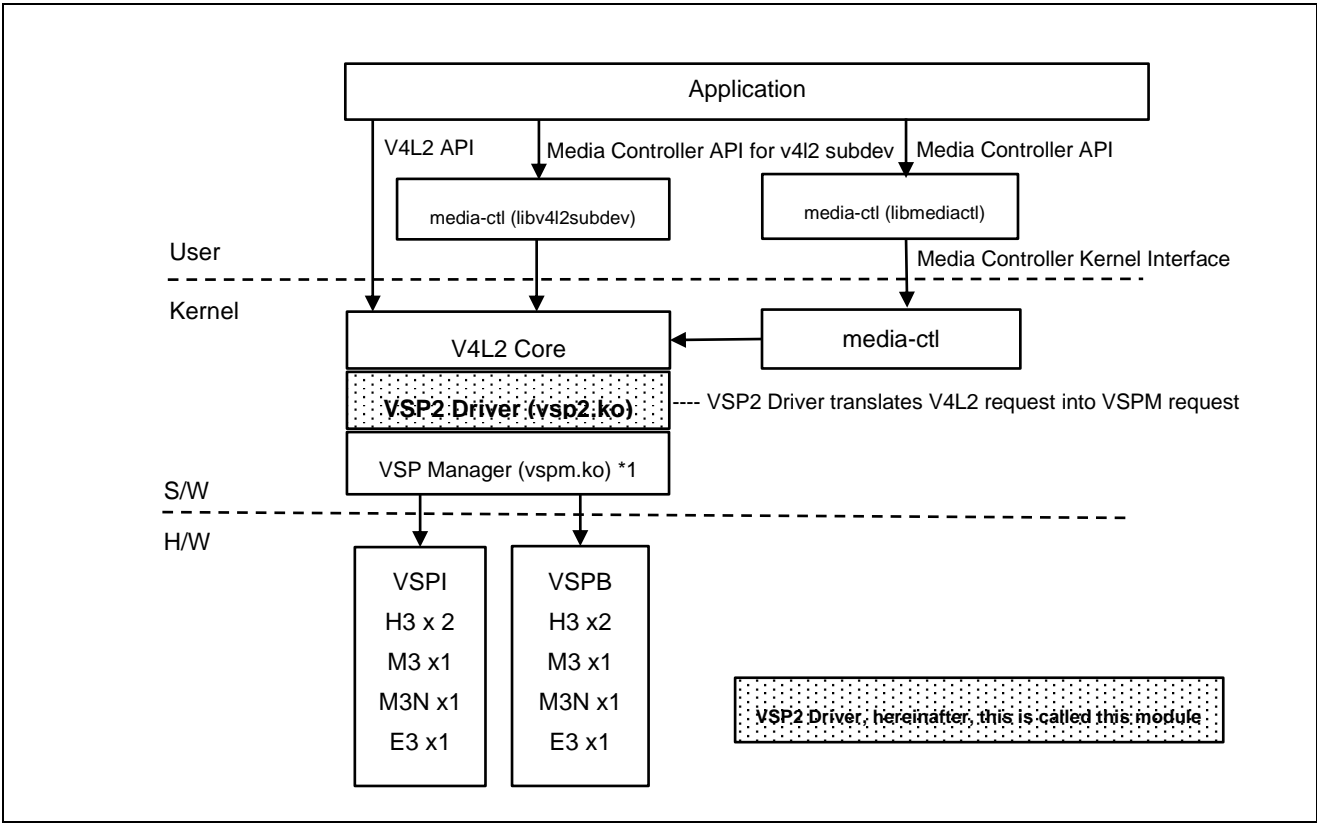 Application
V4L2 API
Media Controller API for v4l2 subdev
Media Controller API
media-ctl (libv4l2subdev)
media-ctl (libmediactl)
User
Media Controller Kernel Interface
Kernel
V4L2 Core
media-ctl
VSP2 Driver (vsp2.ko)
---- VSP2 Driver translates V4L2 request into VSPM request
VSP Manager (vspm.ko) *1
S/W
H/W
VSPI
H3 x 2
M3 x1
M3N x1
E3 x1
VSPB
H3 x2
M3 x1
M3N x1
E3 x1
VSP2 Driver, hereinafter, this is called this module